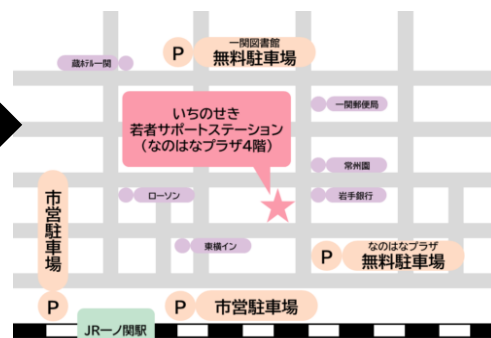 一関図書館
P 無料駐車場
蔵ホテル一関
一関郵便局
いちのせき
若者サポートステーション
(なのはなプラザ4階)
常州園
ローソン
岩手銀行
市営駐車場
P
東横イン
なのはなプラザ
P 無料駐車場
P 市営駐車場
JR一ノ関駅